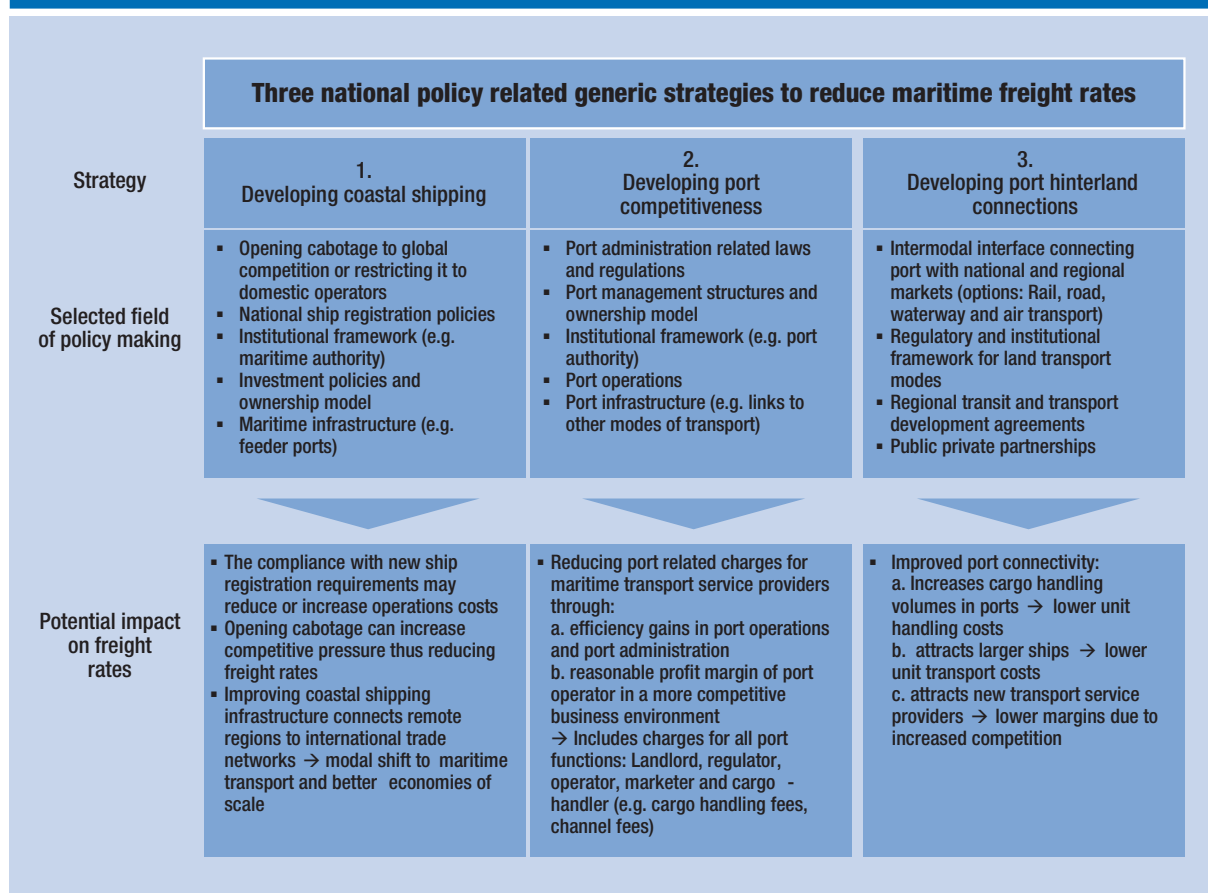 Three national policy related generic strategies to reduce maritime freight rates
Strategy
1.
Developing coastal shipping
2.
Developing port
competitiveness
3.
Developing port hinterland
connections
Selected field
of policy making
▪ Opening cabotage to global
competition or restricting it to
domestic operators
▪ National ship registration policies
▪ Institutional framework (e.g.
maritime authority)
▪ Investment policies and
ownership model
▪ Maritime infrastructure (e.g.
feeder ports)
▪ Port administration related laws
and regulations
▪ Port management structures and
ownership model
▪ Institutional framework (e.g. port
authority)
▪ Port operations
▪ Port infrastructure (e.g. links to
other modes of transport)
▪ Intermodal interface connecting
port with national and regional
markets (options: Rail, road,
waterway and air transport)
▪ Regulatory and institutional
framework for land transport
modes
▪ Regional transit and transport
development agreements
▪ Public private partnerships
Potential impact
on freight
rates
▪ The compliance with new ship
registration requirements may
reduce or increase operations costs
▪ Opening cabotage can increase
competitive pressure thus reducing
freight rates
▪ Improving coastal shipping
infrastructure connects remote
regions to international trade
networks → modal shift to maritime
transport and better economies of
scale
▪ Reducing port related charges for
maritime transport service providers
through:
a. efficiency gains in port operations
and port administration
b. reasonable profit margin of port
operator in a more competitive
business environment
→ Includes charges for all port
functions: Landlord, regulator,
operator, marketer and cargo -
handler (e.g. cargo handling fees,
channel fees)
▪ Improved port connectivity:
a. Increases cargo handling
volumes in ports → lower unit
handling costs
b. attracts larger ships → lower
unit transport costs
c. attracts new transport service
providers → lower margins due to
increased competition